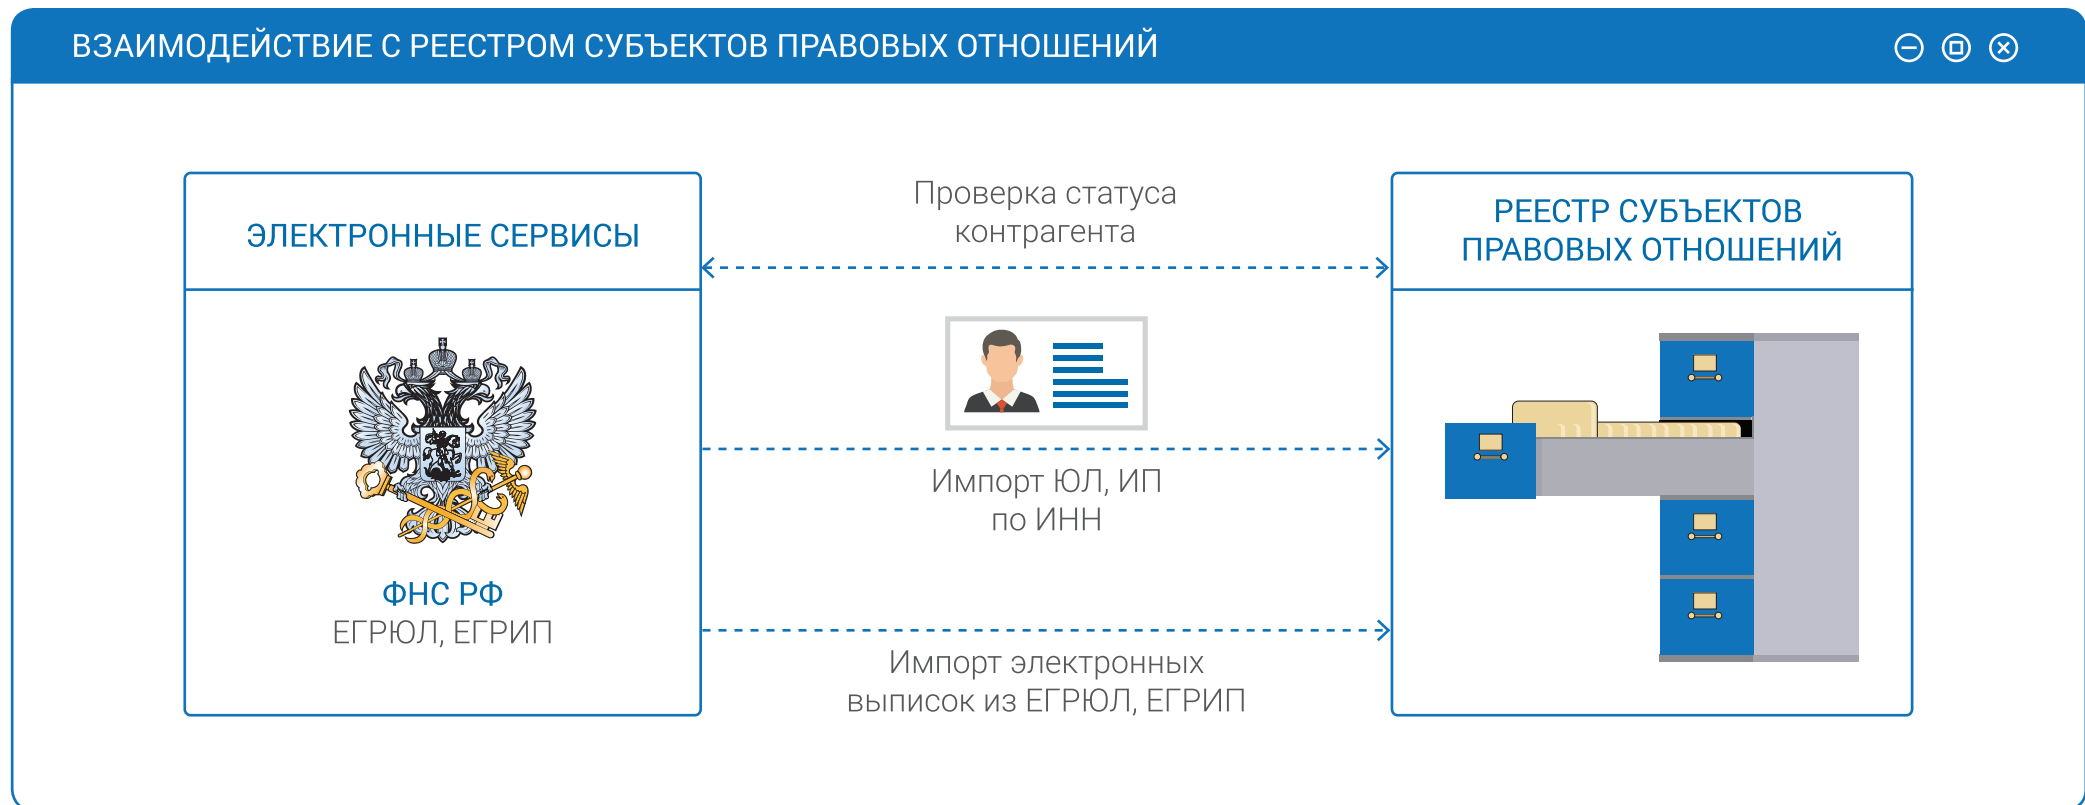 ВЗАИМОДЕЙСТВИЕ С РЕЕСТРОМ СУБЪЕКТОВ ПРАВОВЫХ ОТНОШЕНИЙ
ЭЛЕКТРОННЫЕ СЕРВИСЫ
ФНС РФ
ЕГРЮЛ, ЕГРИП
Проверка статуса
контрагента
Импорт ЮЛ, ИП
по ИНН
Импорт электронных
выписок из ЕГРЮЛ, ЕГРИП
РЕЕСТР СУБЪЕКТОВ
ПРАВОВЫХ ОТНОШЕНИЙ